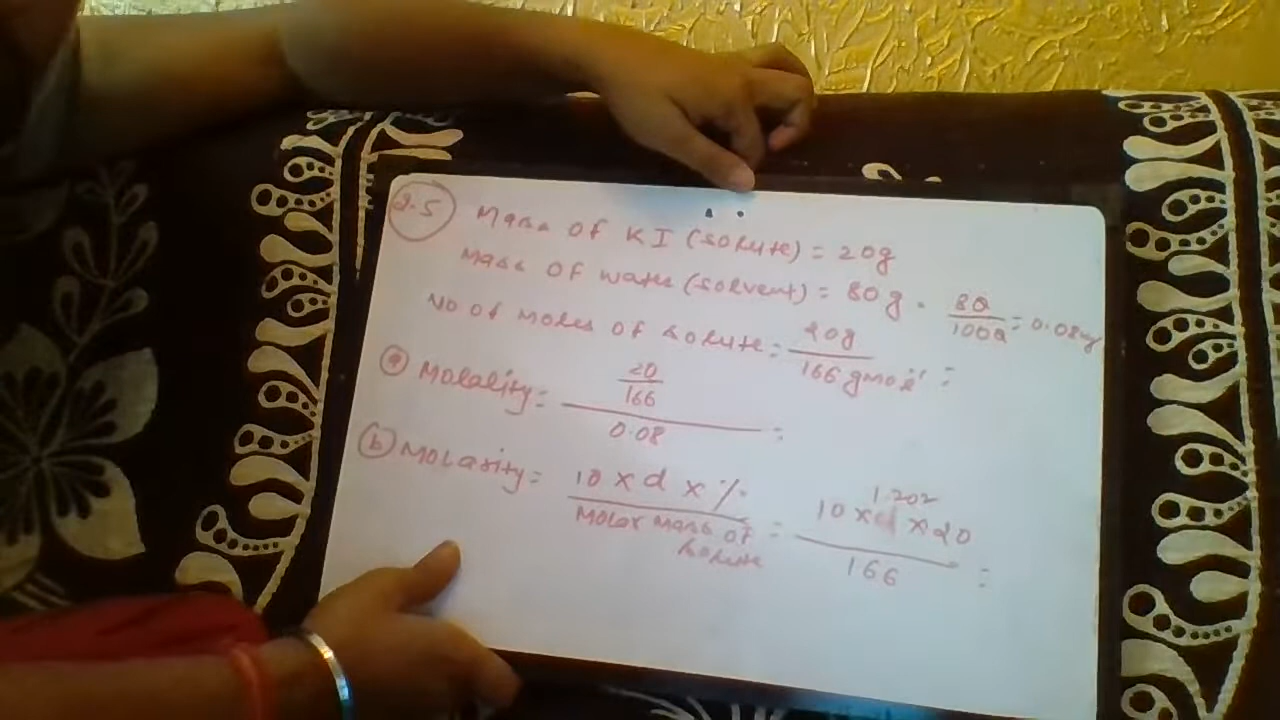 2.5 Mass of KI (solute) = 20g
Mass of water (solvent) = 80g = 80/1000 = 0.08kg
No of moles of solute = 20g / 166 gmol⁻¹ =
(a) Molality = 20/166 / 0.08 =
(b) Molarity = 10 x d x % / Molar mass of solute = 10 x 1.202 x 20 / 166 =